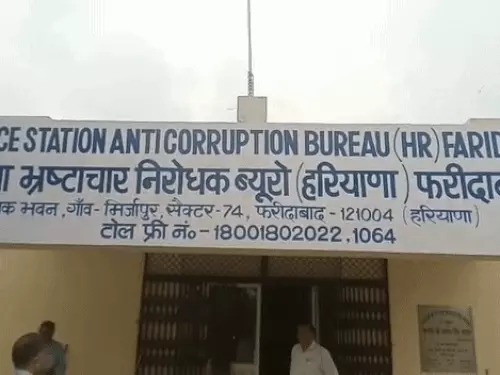 CE STATION ANTI CORRUPTION BUREAU (HR) FARID
ा भ्रष्टाचार निरोधक ब्यूरो (हरियाणा) फरीदाब
क भवन, गाँव- मिर्जापुर, सैक्टर-74, फरीदाबाद - 121004 (हरियाणा)
टोल फ्री नं०- 18001802022, 1064